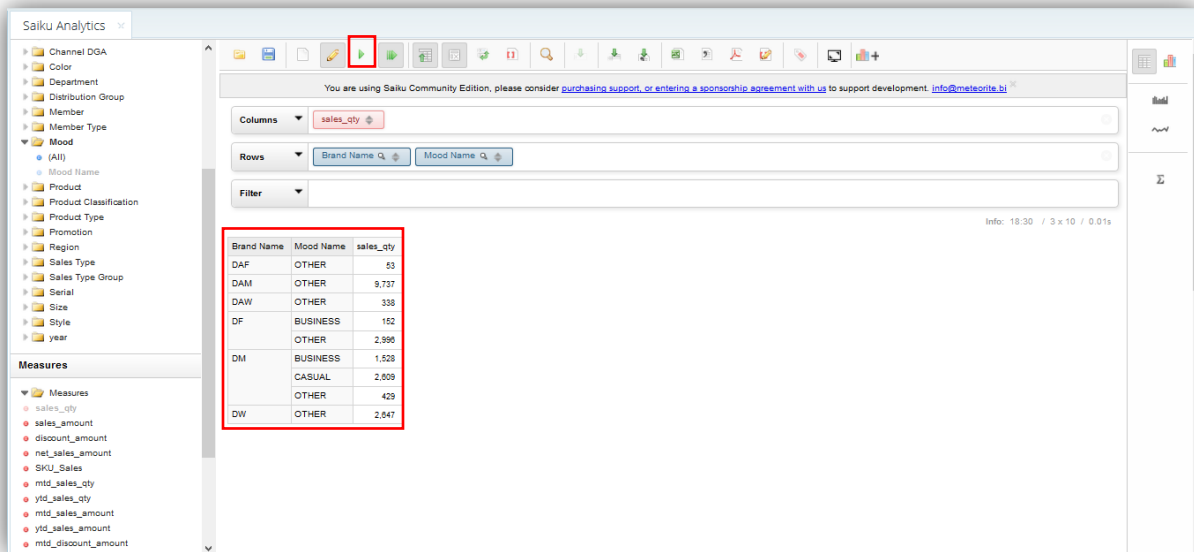 Saiku Analytics ×
Channel DGA
Color
Department
Distribution Group
Member
Member Type
Mood
(All)
Mood Name
Product
Product Classification
Product Type
Promotion
Region
Sales Type
Sales Type Group
Serial
Size
Style
year
Measures
Measures
sales_qty
sales_amount
discount_amount
net_sales_amount
SKU_Sales
mtd_sales_qty
ytd_sales_qty
mtd_sales_amount
ytd_sales_amount
mtd_discount_amount
You are using Saiku Community Edition, please consider purchasing support, or entering a sponsorship agreement with us to support development. info@meteorite.bi ×
Columns sales_qty
Rows Brand Name Mood Name
Filter
Info: 18:30 / 3 x 10 / 0.01s
Brand Name Mood Name sales_qty
DAF OTHER 53
DAM OTHER 9,737
DAW OTHER 338
DF BUSINESS 152
OTHER 2,996
DM BUSINESS 1,528
CASUAL 2,609
OTHER 429
DW OTHER 2,647
Σ